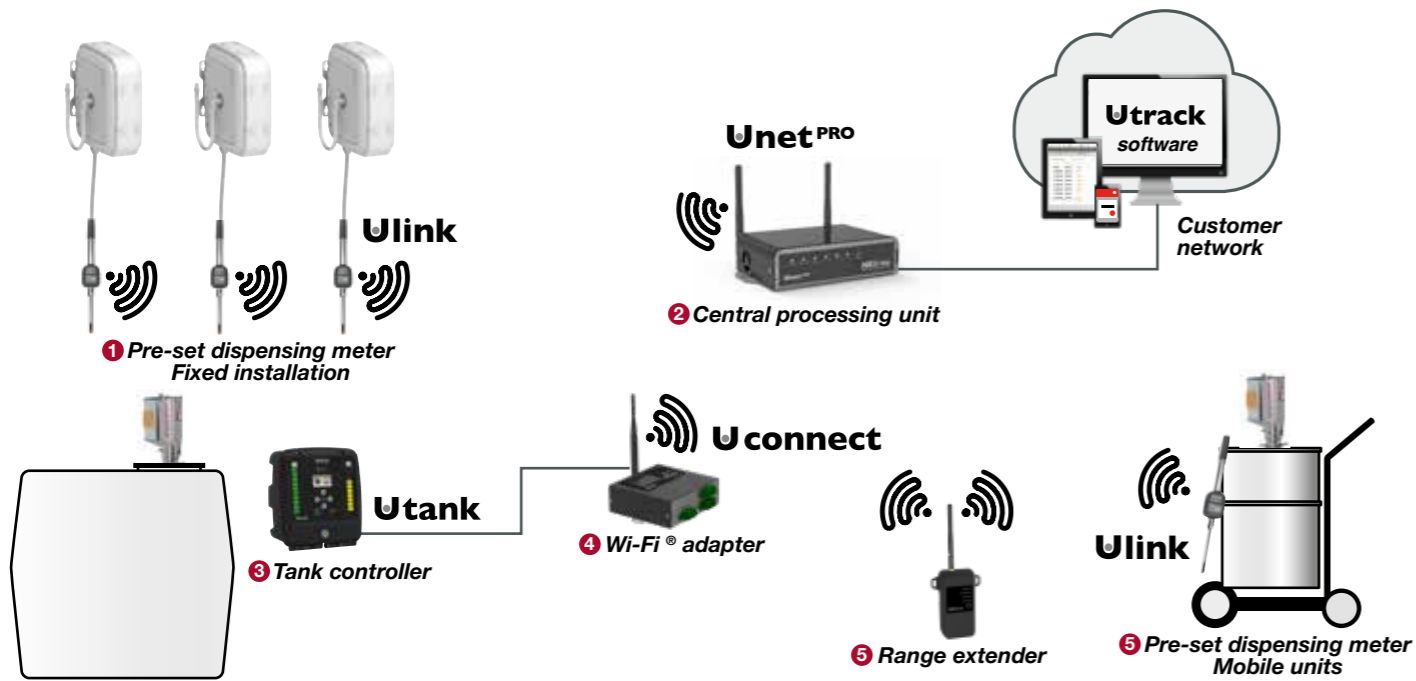 Utrack
software
Unet PRO
Customer
network
Ulink
2 Central processing unit
1 Pre-set dispensing meter
Fixed installation
U connect
Utank
4 Wi-Fi ® adapter
3 Tank controller
Ulink
5 Range extender
5 Pre-set dispensing meter
Mobile units